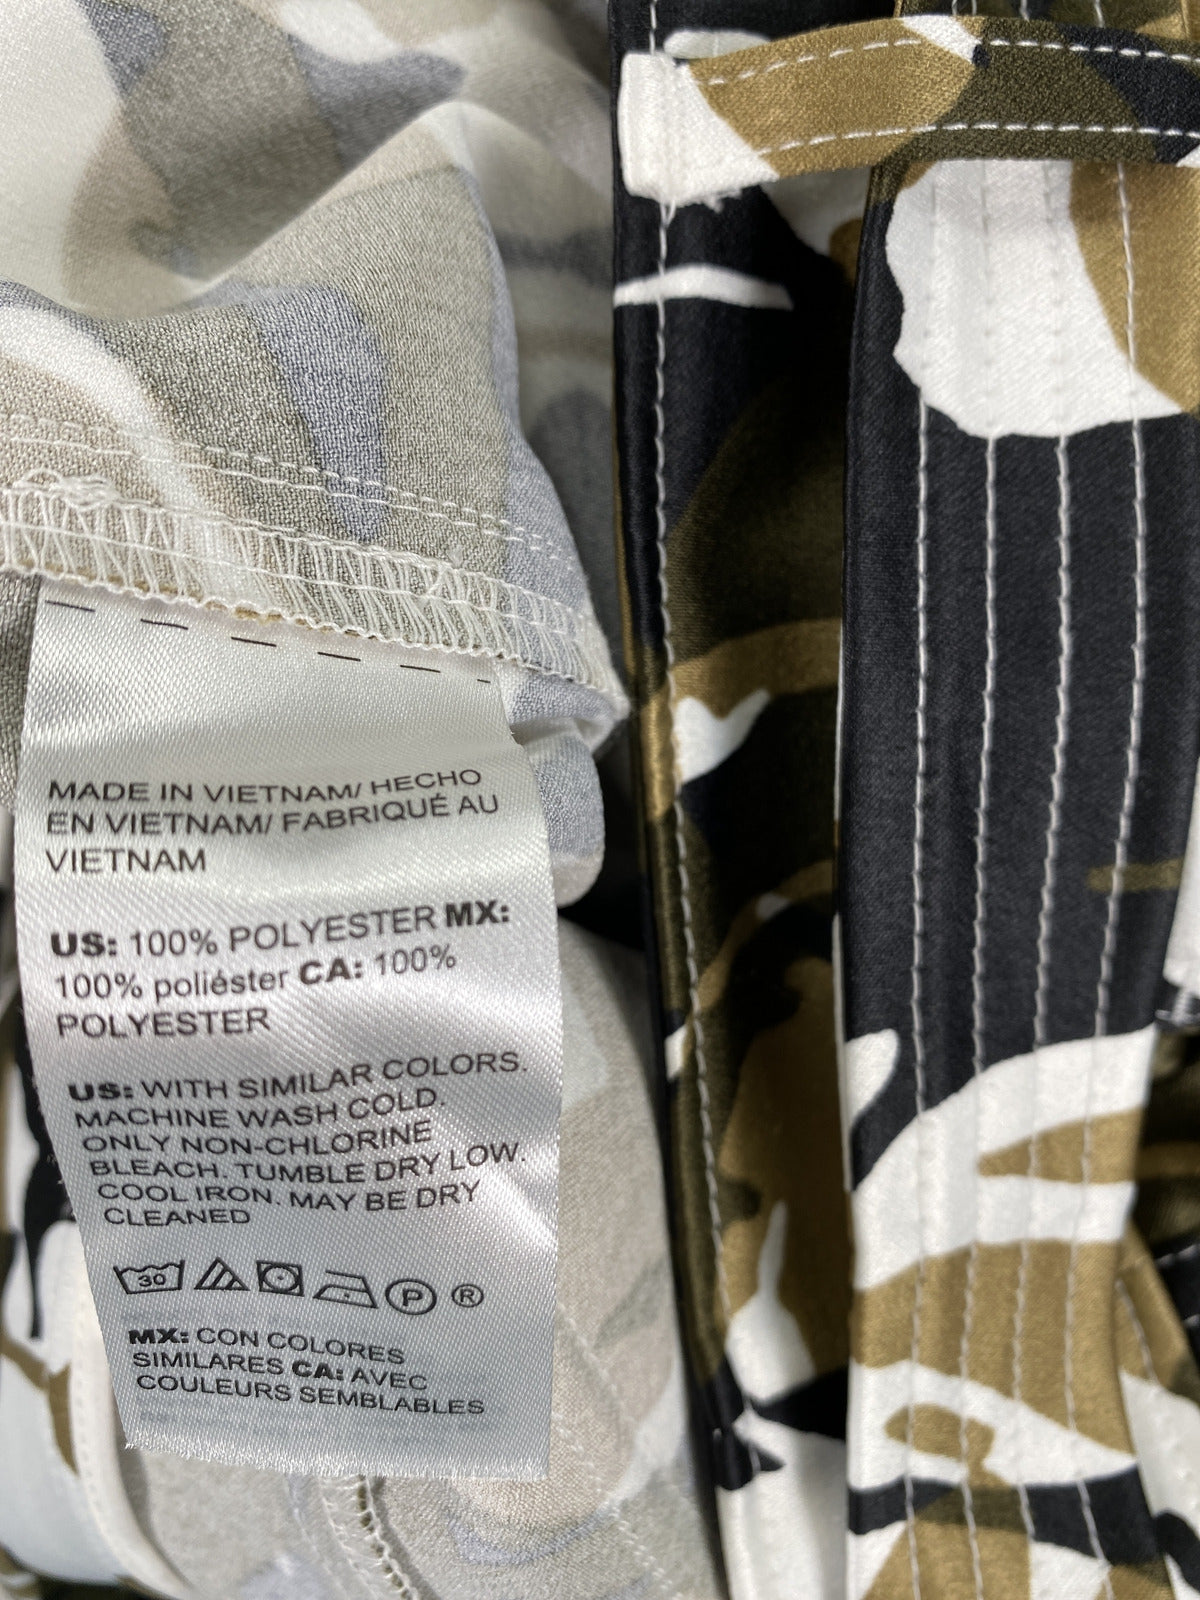 MADE IN VIETNAM/ HECHO
EN VIETNAM/ FABRIQUÉ AU
VIETNAM
US: 100% POLYESTER MX:
100% poliéster CA: 100%
POLYESTER
US: WITH SIMILAR COLORS.
MACHINE WASH COLD.
ONLY NON-CHLORINE
BLEACH. TUMBLE DRY LOW.
COOL IRON. MAY BE DRY
CLEANED
30 P ®
MX: CON COLORES
SIMILARES CA: AVEC
COULEURS SEMBLABLES